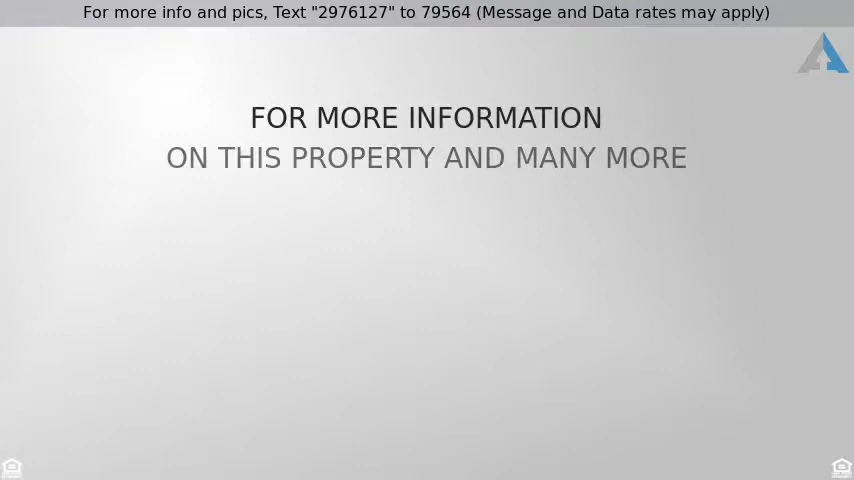 For more info and pics, Text "2976127" to 79564 (Message and Data rates may apply)
FOR MORE INFORMATION
ON THIS PROPERTY AND MANY MORE